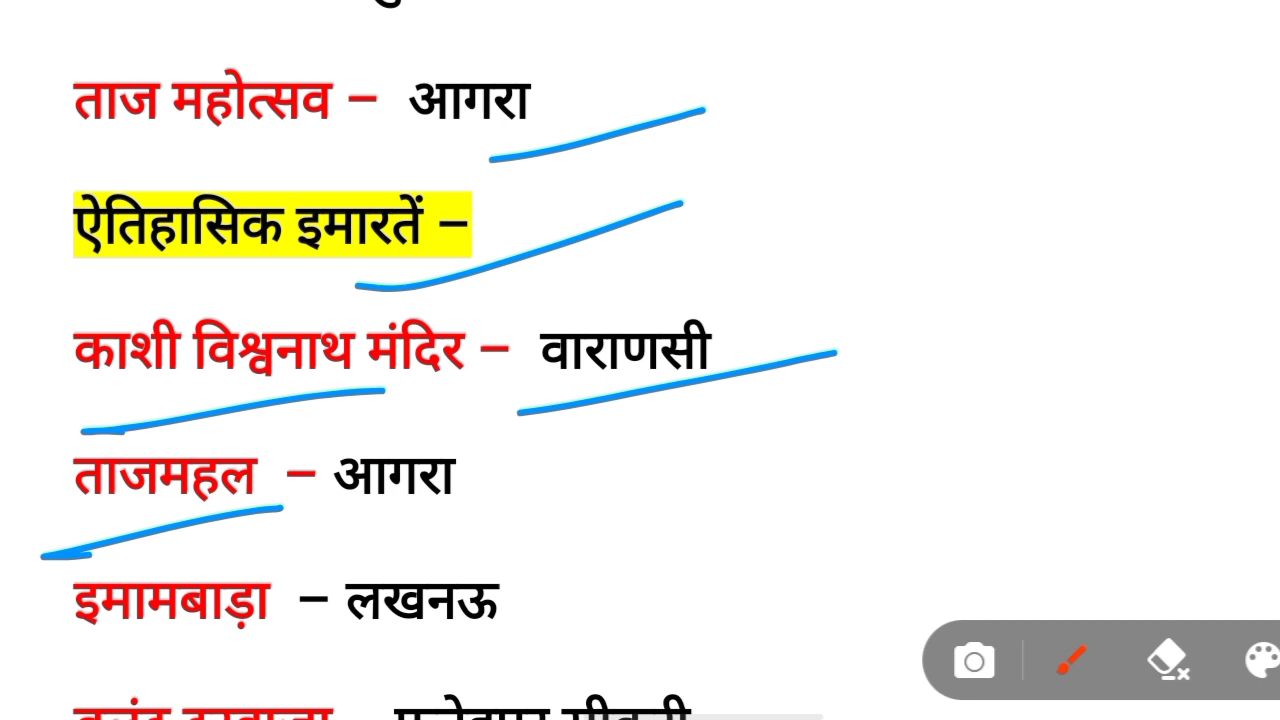 ताज महोत्सव – आगरा
ऐतिहासिक इमारतें –
काशी विश्वनाथ मंदिर – वाराणसी
ताजमहल – आगरा
इमामबाड़ा – लखनऊ